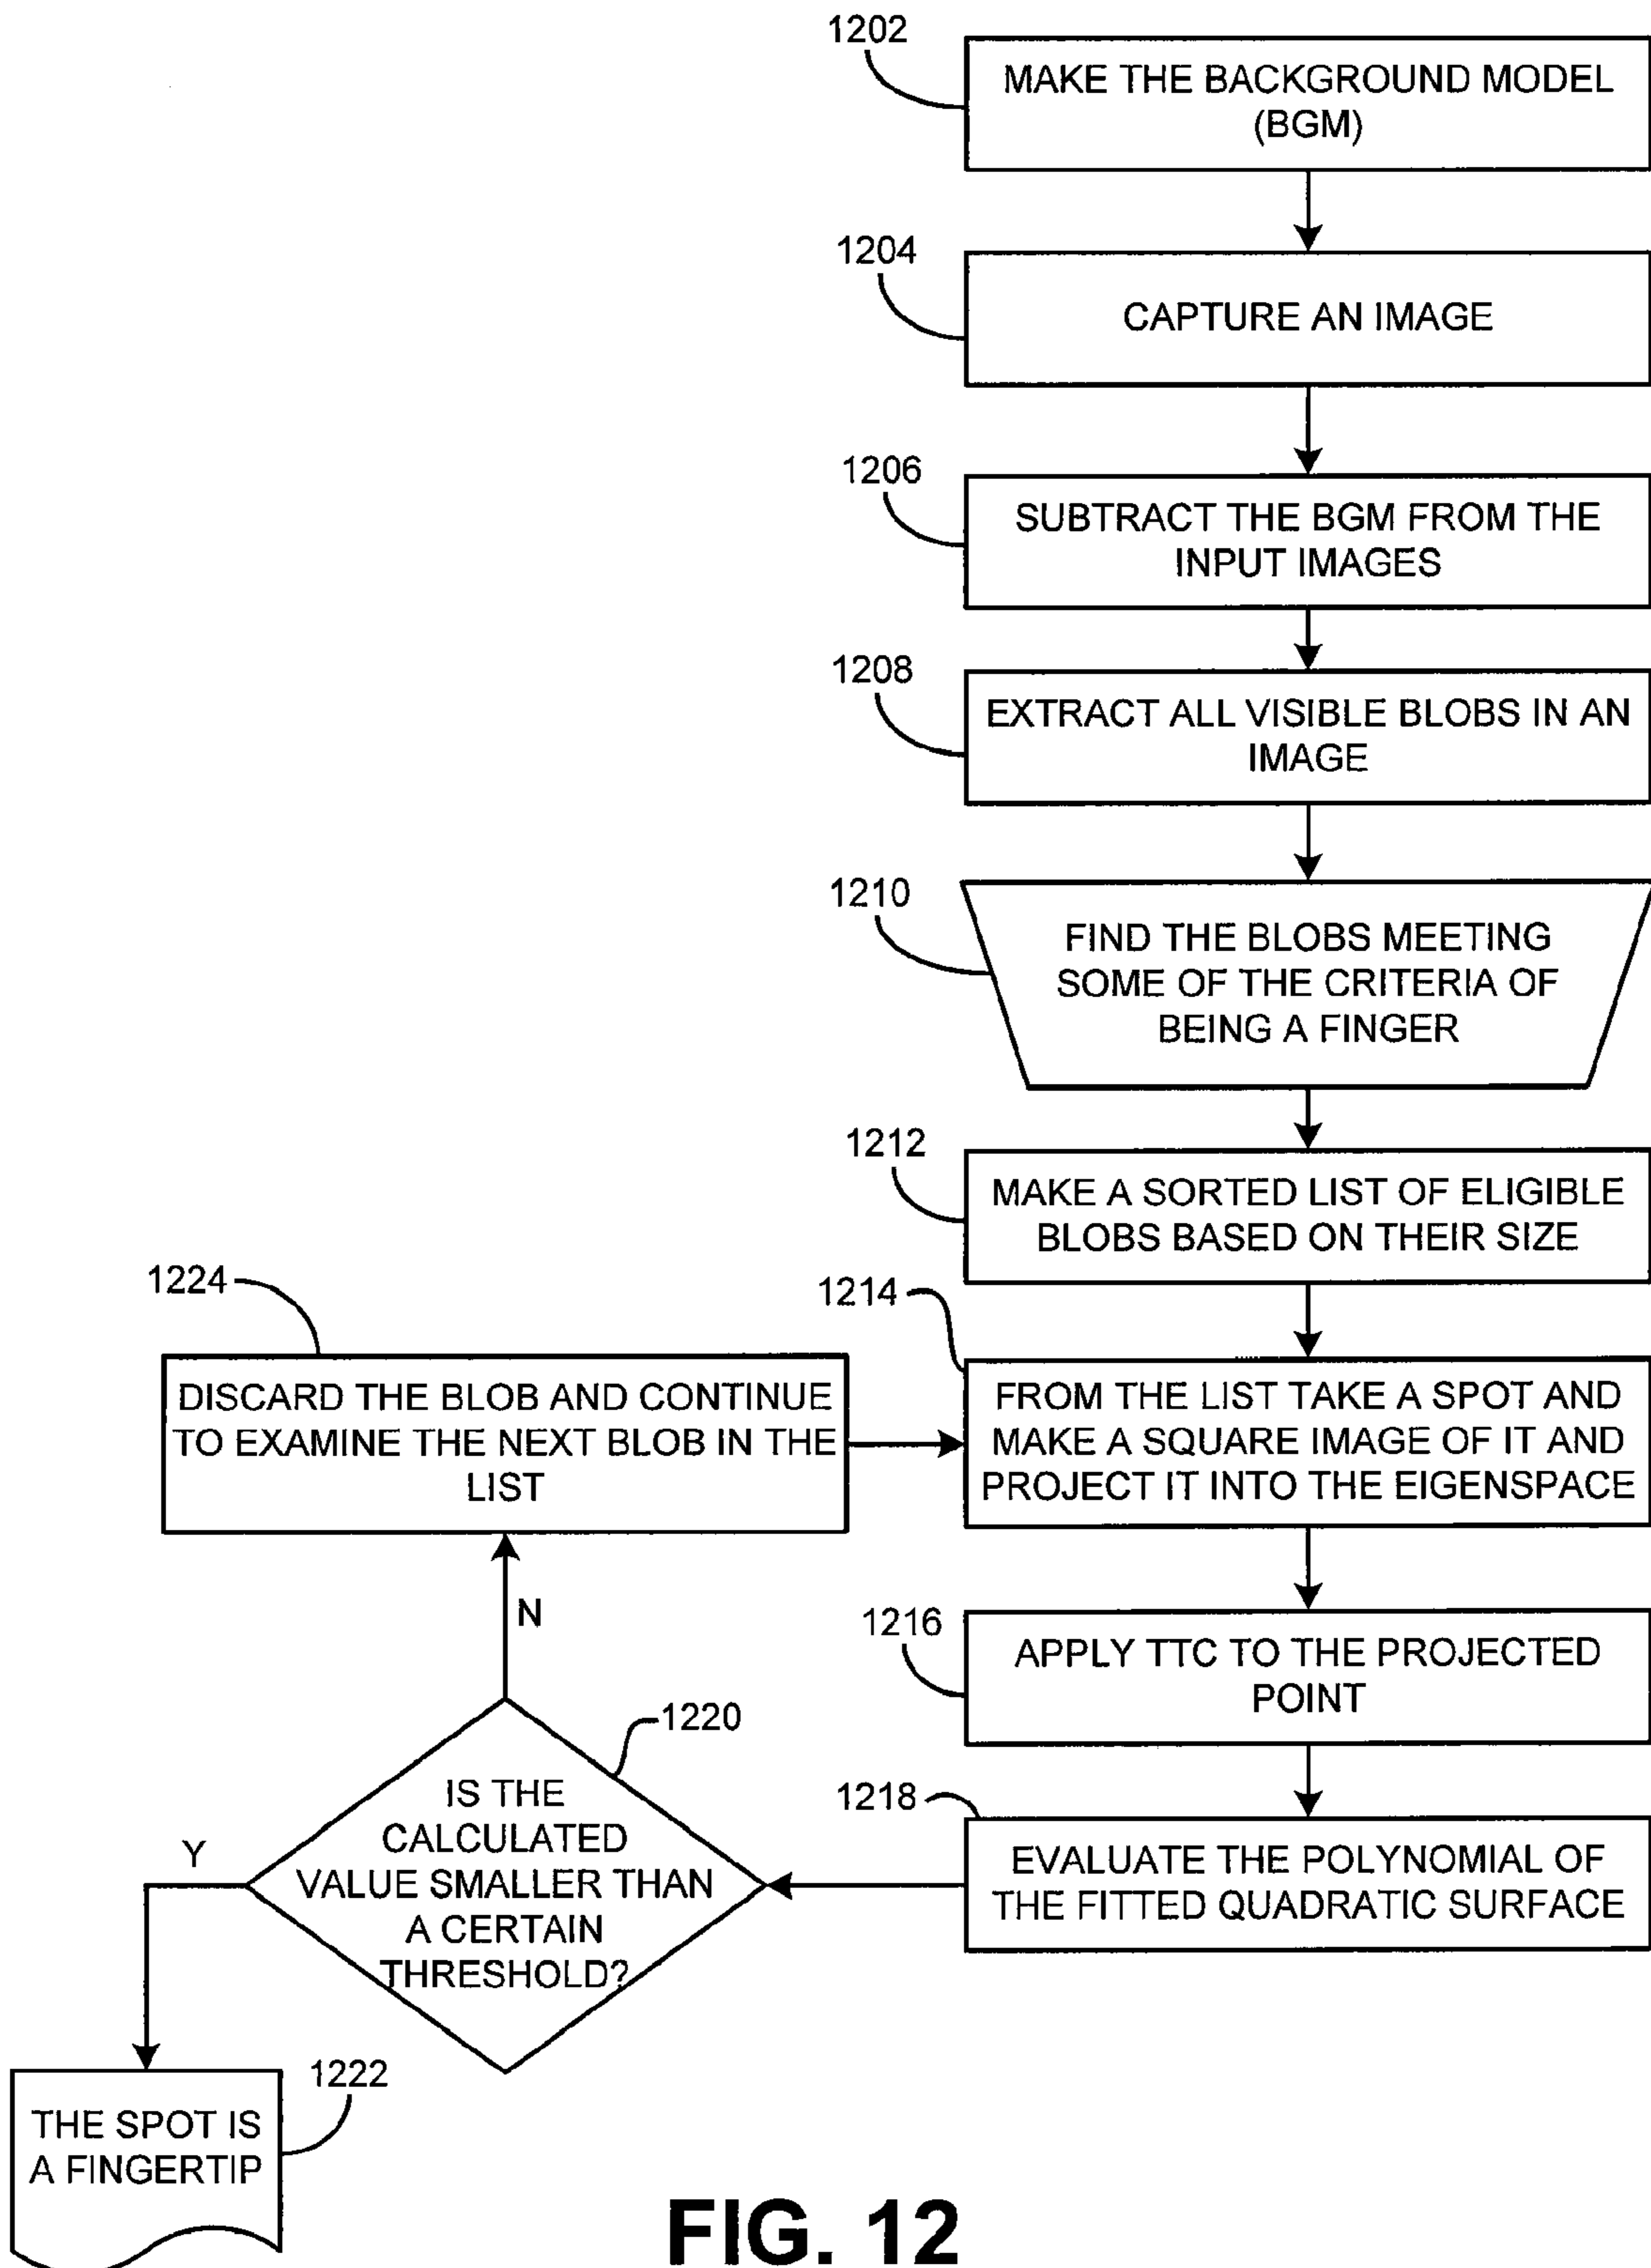 1202
MAKE THE BACKGROUND MODEL
(BGM)
1204
CAPTURE AN IMAGE
1206
SUBTRACT THE BGM FROM THE
INPUT IMAGES
1208
EXTRACT ALL VISIBLE BLOBS IN AN
IMAGE
1210
FIND THE BLOBS MEETING
SOME OF THE CRITERIA OF
BEING A FINGER
1212
MAKE A SORTED LIST OF ELIGIBLE
BLOBS BASED ON THEIR SIZE
1214
FROM THE LIST TAKE A SPOT AND
MAKE A SQUARE IMAGE OF IT AND
PROJECT IT INTO THE EIGENSPACE
1216
APPLY TTC TO THE PROJECTED
POINT
1218
EVALUATE THE POLYNOMIAL OF
THE FITTED QUADRATIC SURFACE
1220
IS THE
CALCULATED
VALUE SMALLER THAN
A CERTAIN
THRESHOLD?
N
1224
DISCARD THE BLOB AND CONTINUE
TO EXAMINE THE NEXT BLOB IN THE
LIST
Y
1222
THE SPOT IS
A FINGERTIP
FIG. 12